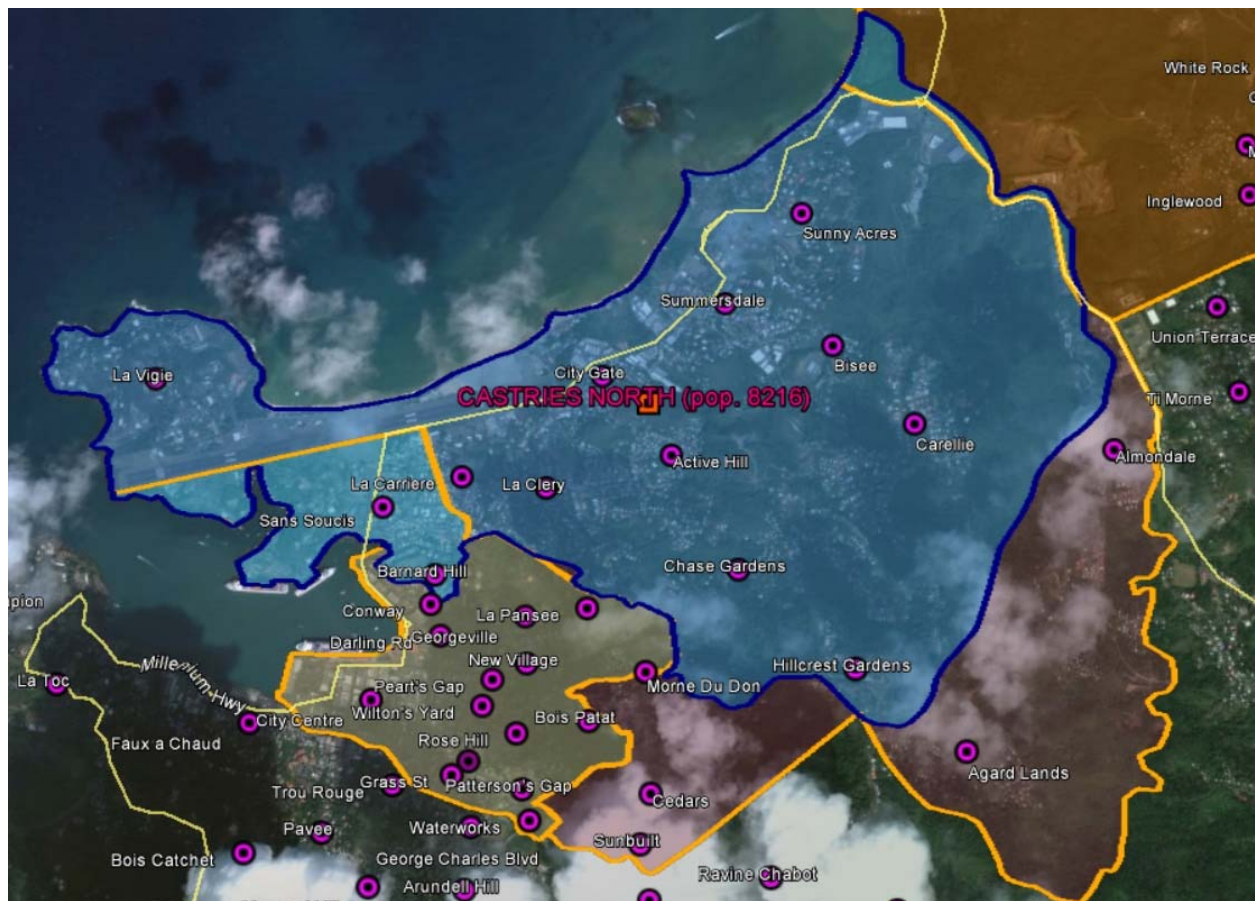 White Rock
Inglewood
Sunny Acres
Summersdale
Union Terrace
Bisee
La Vigie
City Gate
CASTRIES NORTH (pop. 8216)
Ti Morne
Carellie
Active Hill
Almondale
La Carriere
La Clery
Sans Soucis
Barnard Hill
Chase Gardens
Conway
La Pansee
Georgeville
Darling Rd
New Village
Hillcrest Gardens
Millenium Hwy
La Toc
Morne Du Don
Peart's Gap
Wilton's Yard
City Centre
Bois Patat
Faux a Chaud
Rose Hill
Agard Lands
Grass St
Patterson's Gap
Trou Rouge
Cedars
Pavee
Waterworks
Sunbuilt
Bois Catchet
George Charles Blvd
Arundell Hill
Ravine Chabot